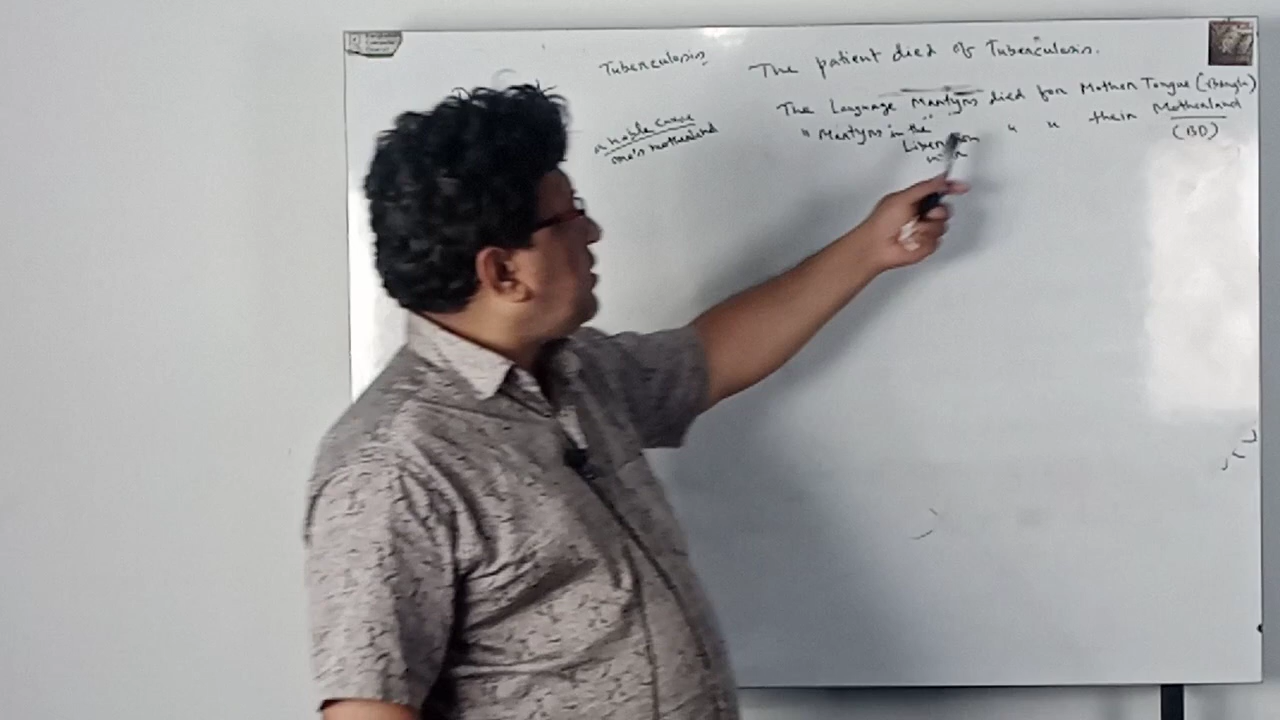 Tuberculosis
The patient died of Tuberculosis.
The Language Martyrs died for Mother Tongue (Bangla)
" Martyrs in the " " " " their Motherland
(BD)
a noble cause
one's motherland